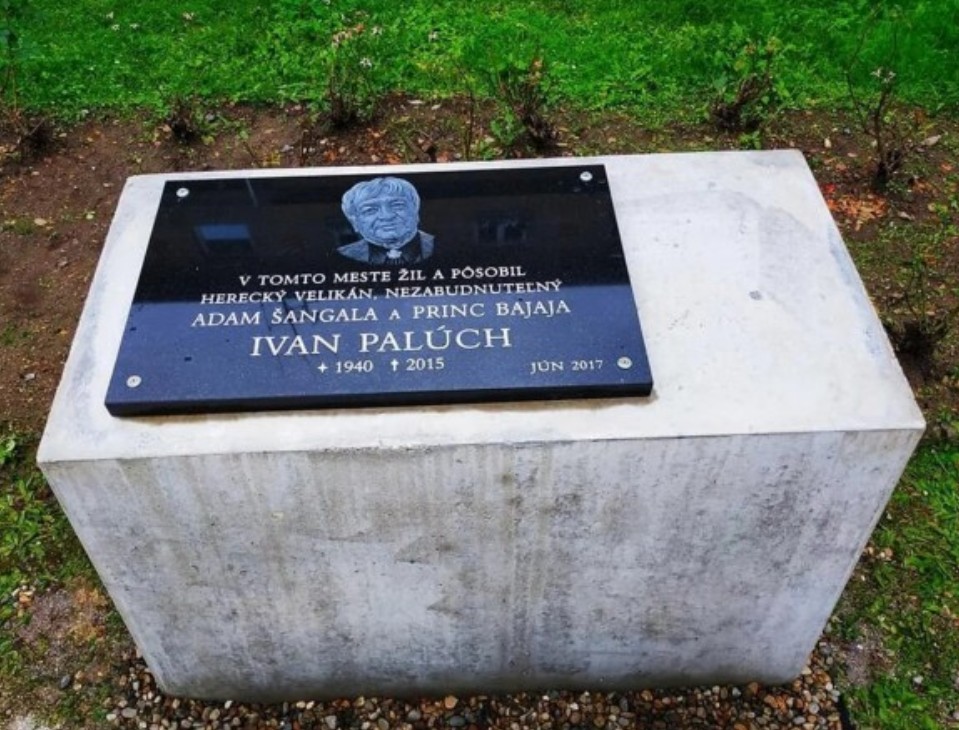 V TOMTO MESTE ŽIL A PÔSOBIL
HERECKÝ VELIKÁN, NEZABUDNUTEĽNÝ
ADAM ŠANGALA A PRINC BAJAJA
IVAN PALÚCH
+ 1940 † 2015
JÚN 2017